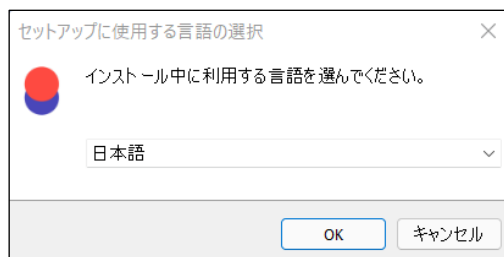 セットアップに使用する言語の選択
インストール中に利用する言語を選んでください。
日本語
OK
キャンセル